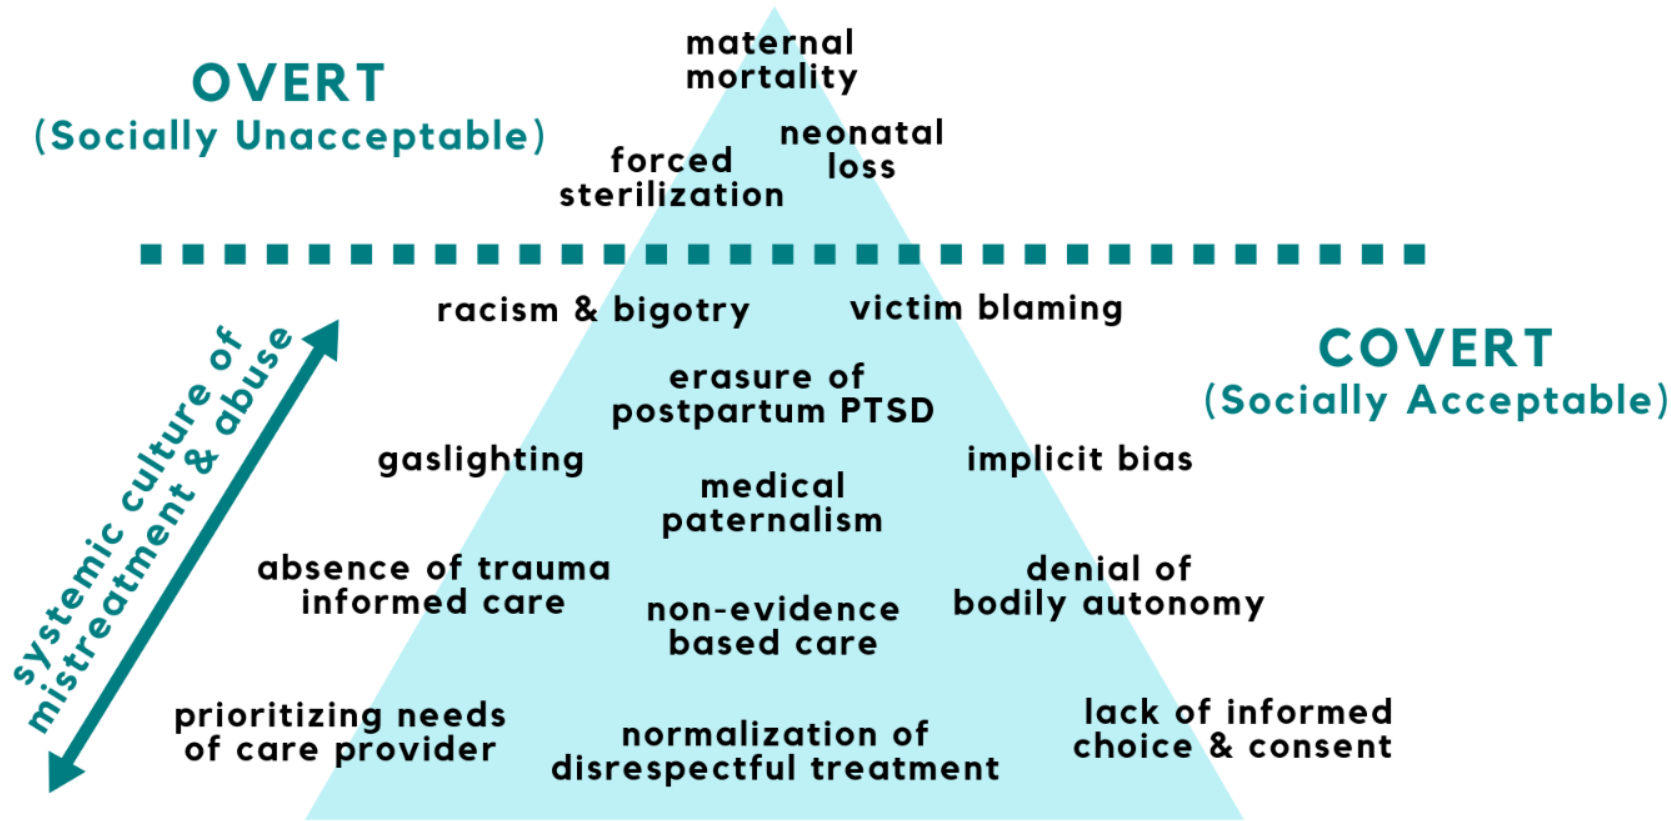 maternal
mortality
OVERT
(Socially Unacceptable)
neonatal
loss
forced
sterilization
racism & bigotry
victim blaming
COVERT
(Socially Acceptable)
systemic culture of
mistreatment & abuse
erasure of
postpartum PTSD
gaslighting
implicit bias
medical
paternalism
absence of trauma
informed care
denial of
bodily autonomy
non-evidence
based care
prioritizing needs
of care provider
normalization of
disrespectful treatment
lack of informed
choice & consent